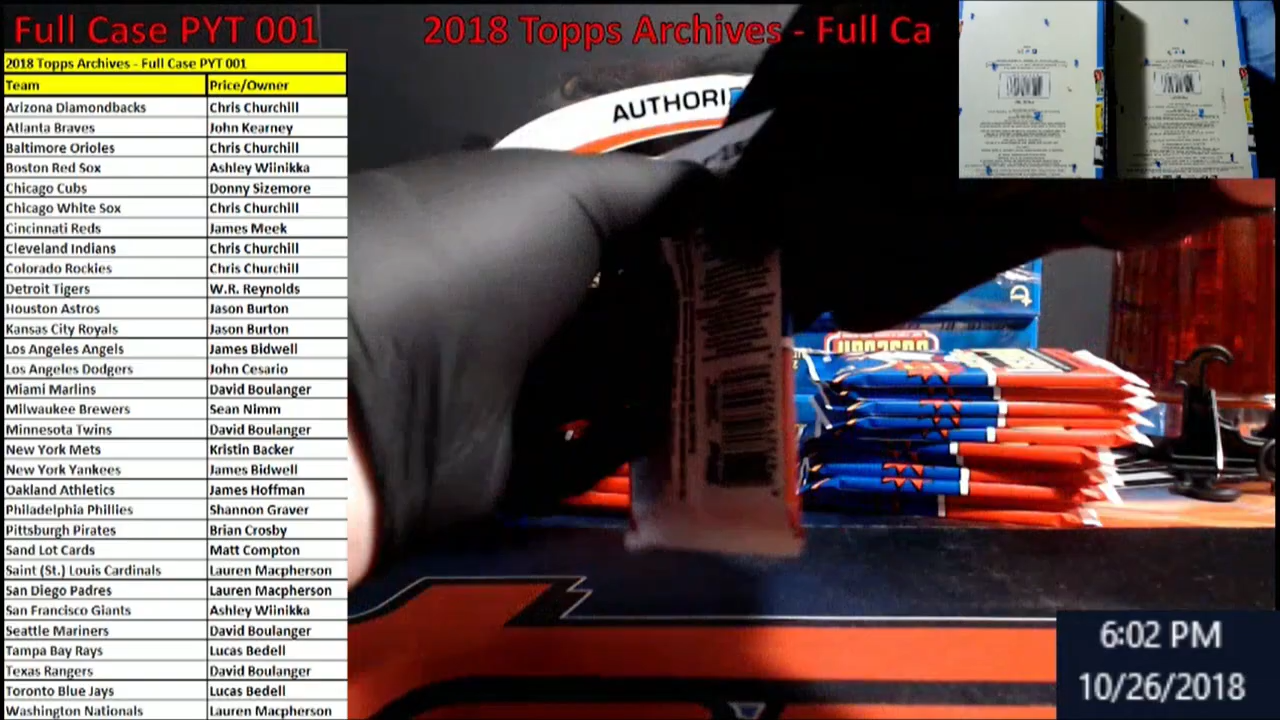 Full Case PYT 001
2018 Topps Archives - Full Ca
2018 Topps Archives - Full Case PYT 001
Team Price/Owner
Arizona Diamondbacks Chris Churchill
Atlanta Braves John Kearney
Baltimore Orioles Chris Churchill
Boston Red Sox Ashley Wiinikka
Chicago Cubs Donny Sizemore
Chicago White Sox Chris Churchill
Cincinnati Reds James Meek
Cleveland Indians Chris Churchill
Colorado Rockies Chris Churchill
Detroit Tigers W.R. Reynolds
Houston Astros Jason Burton
Kansas City Royals Jason Burton
Los Angeles Angels James Bidwell
Los Angeles Dodgers John Cesario
Miami Marlins David Boulanger
Milwaukee Brewers Sean Nimm
Minnesota Twins David Boulanger
New York Mets Kristin Backer
New York Yankees James Bidwell
Oakland Athletics James Hoffman
Philadelphia Phillies Shannon Graver
Pittsburgh Pirates Brian Crosby
Sand Lot Cards Matt Compton
Saint (St.) Louis Cardinals Lauren Macpherson
San Diego Padres Lauren Macpherson
San Francisco Giants Ashley Wiinikka
Seattle Mariners David Boulanger
Tampa Bay Rays Lucas Bedell
Texas Rangers David Boulanger
Toronto Blue Jays Lucas Bedell
Washington Nationals Lauren Macpherson
AUTHORI
6:02 PM
10/26/2018